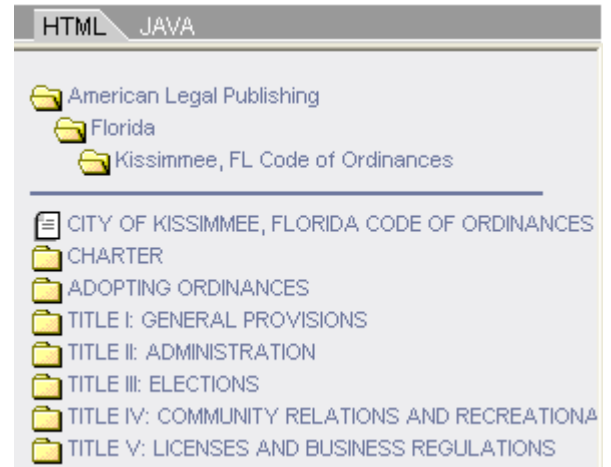 HTML JAVA
American Legal Publishing
Florida
Kissimmee, FL Code of Ordinances
CITY OF KISSIMMEE, FLORIDA CODE OF ORDINANCES
CHARTER
ADOPTING ORDINANCES
TITLE I: GENERAL PROVISIONS
TITLE II: ADMINISTRATION
TITLE III: ELECTIONS
TITLE IV: COMMUNITY RELATIONS AND RECREATIONA
TITLE V: LICENSES AND BUSINESS REGULATIONS